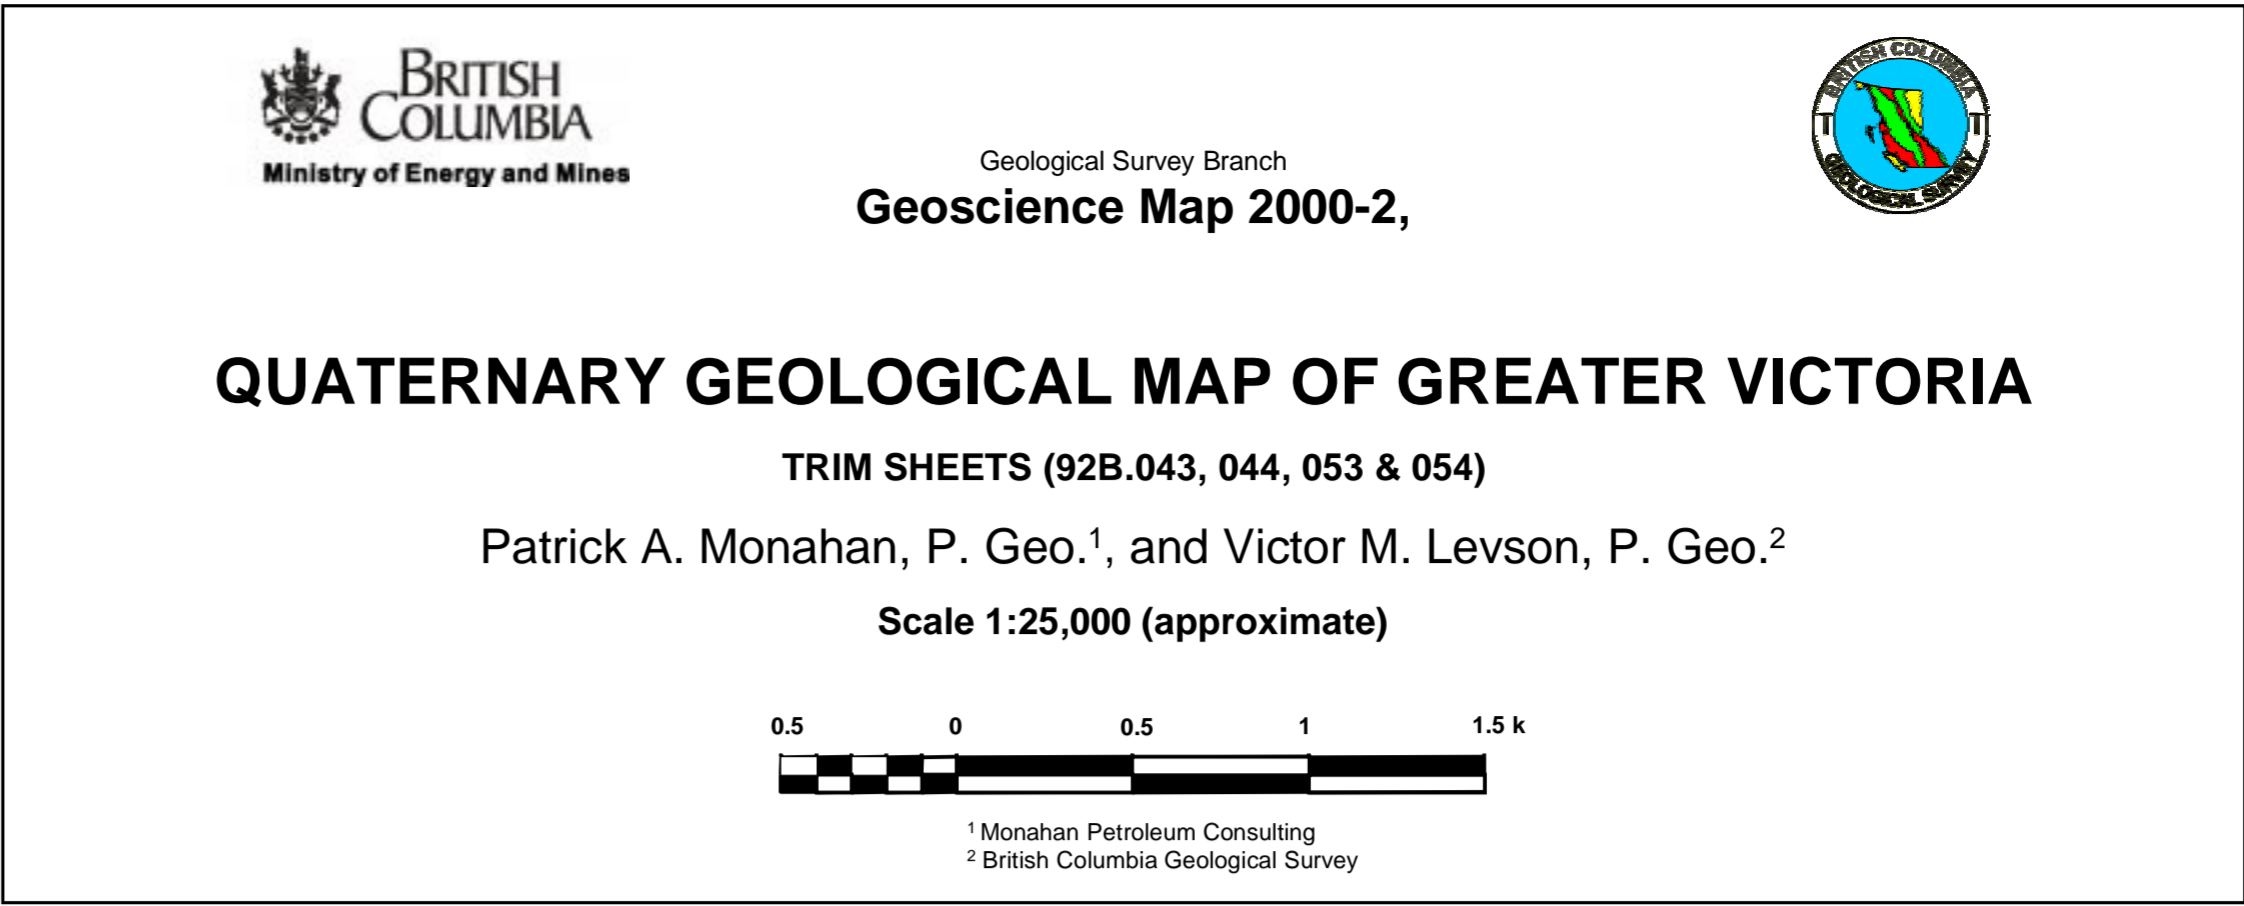 BRITISH
COLUMBIA
Ministry of Energy and Mines
BRITISH COLUMBIA
GEOLOGICAL SURVEY
Geological Survey Branch
Geoscience Map 2000-2,
QUATERNARY GEOLOGICAL MAP OF GREATER VICTORIA
TRIM SHEETS (92B.043, 044, 053 & 054)
Patrick A. Monahan, P. Geo.¹, and Victor M. Levson, P. Geo.²
Scale 1:25,000 (approximate)
0.5 0 0.5 1 1.5 k
¹ Monahan Petroleum Consulting
² British Columbia Geological Survey